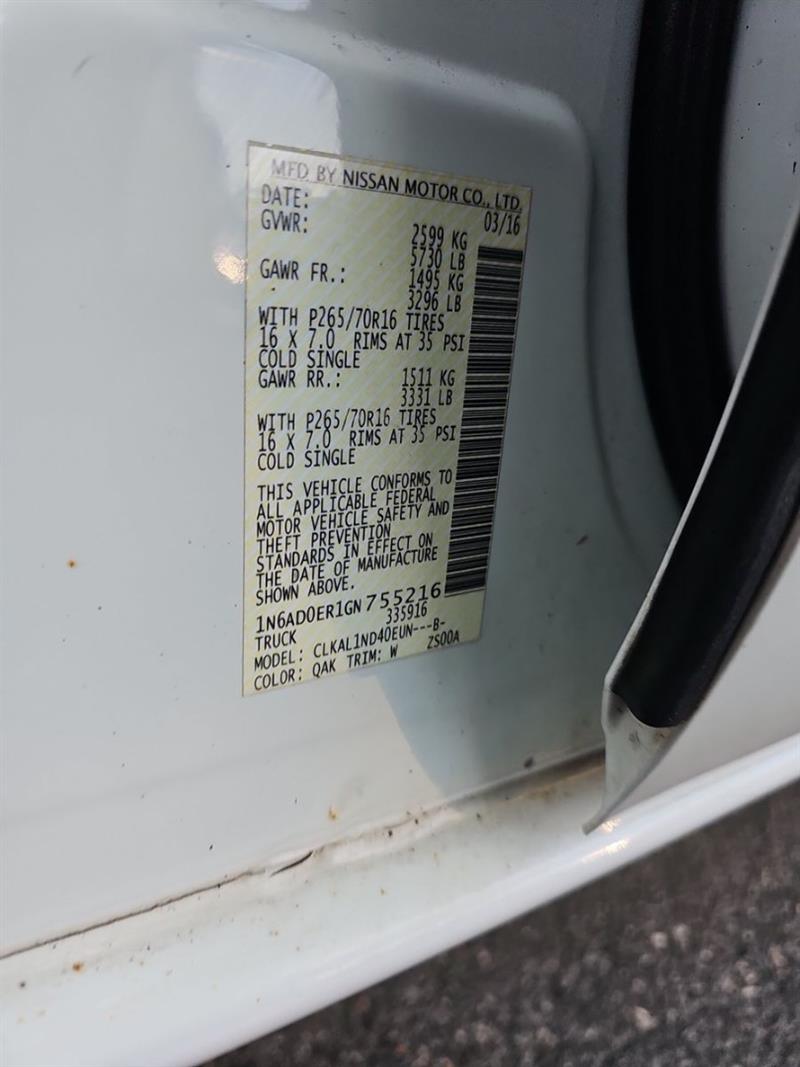 MFD BY NISSAN MOTOR CO., LTD.
DATE: 03/16
GVWR: 2599 KG
5730 LB
GAWR FR.: 1495 KG
3296 LB
WITH P265/70R16 TIRES
16 X 7.0 RIMS AT 35 PSI
COLD SINGLE
GAWR RR.: 1511 KG
3331 LB
WITH P265/70R16 TIRES
16 X 7.0 RIMS AT 35 PSI
COLD SINGLE
THIS VEHICLE CONFORMS TO
ALL APPLICABLE FEDERAL
MOTOR VEHICLE SAFETY AND
THEFT PREVENTION
STANDARDS IN EFFECT ON
THE DATE OF MANUFACTURE
SHOWN ABOVE.
1N6AD0ER1GN755216
TRUCK 335916
MODEL: CLKAL1ND40EUN---B-
COLOR: QAK TRIM: W ZS00A